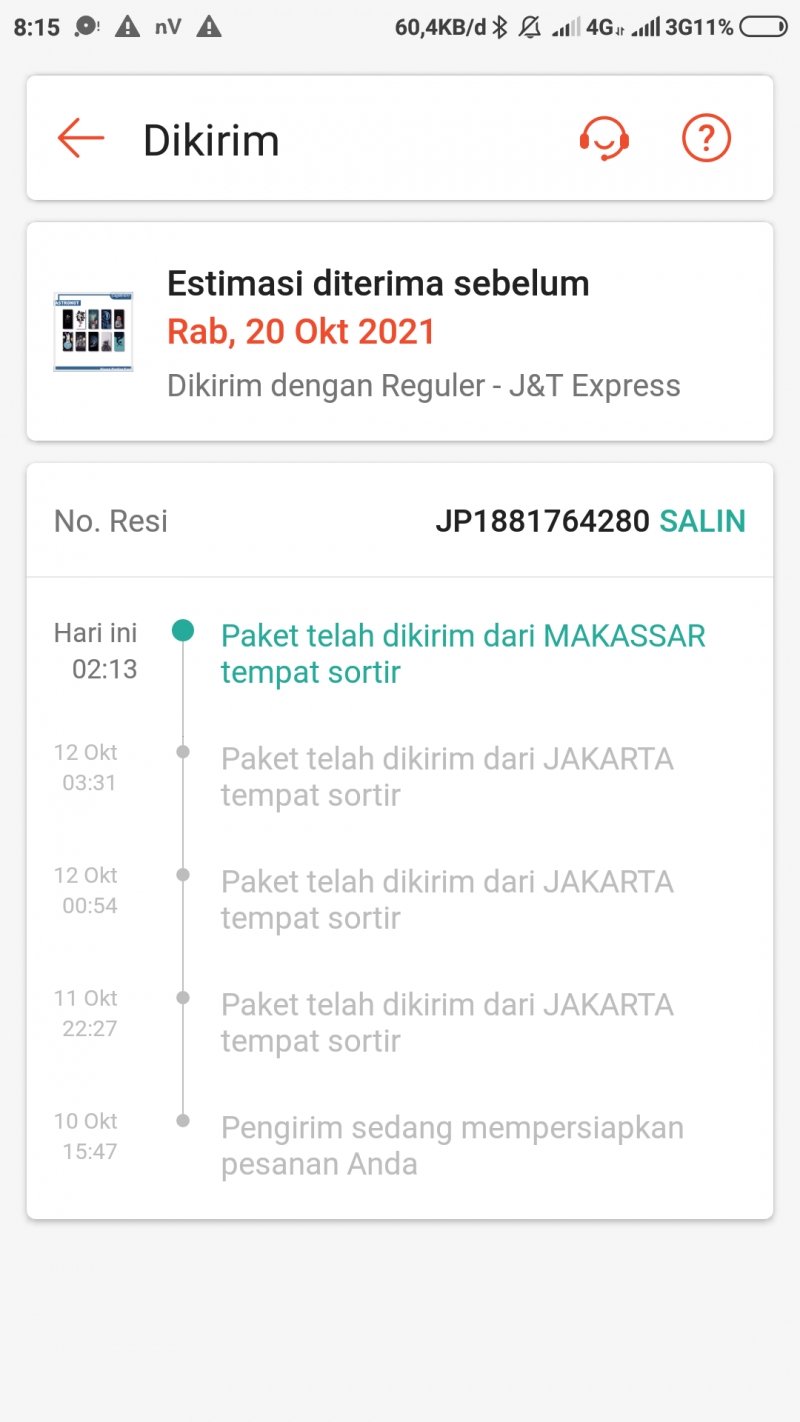 8:15 nV 60,4KB/d 4G 3G11%
Dikirim
?
Estimasi diterima sebelum
Rab, 20 Okt 2021
Dikirim dengan Reguler - J&T Express
No. Resi JP1881764280 SALIN
Hari ini Paket telah dikirim dari MAKASSAR
02:13 tempat sortir
12 Okt Paket telah dikirim dari JAKARTA
03:31 tempat sortir
12 Okt Paket telah dikirim dari JAKARTA
00:54 tempat sortir
11 Okt Paket telah dikirim dari JAKARTA
22:27 tempat sortir
10 Okt Pengirim sedang mempersiapkan
15:47 pesanan Anda